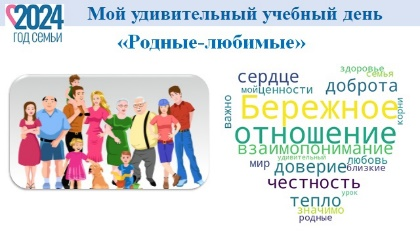 2024
ГОД СЕМЬИ
Мой удивительный учебный день
«Родные-любимые»
здоровье
сердце
семья
мой
ценности
доброта
важно
Бережное
корни
отношение
взаимопонимание
удивительный
мир
доверие
любовь
близкие
честность
урок
тепло
значимо
родные